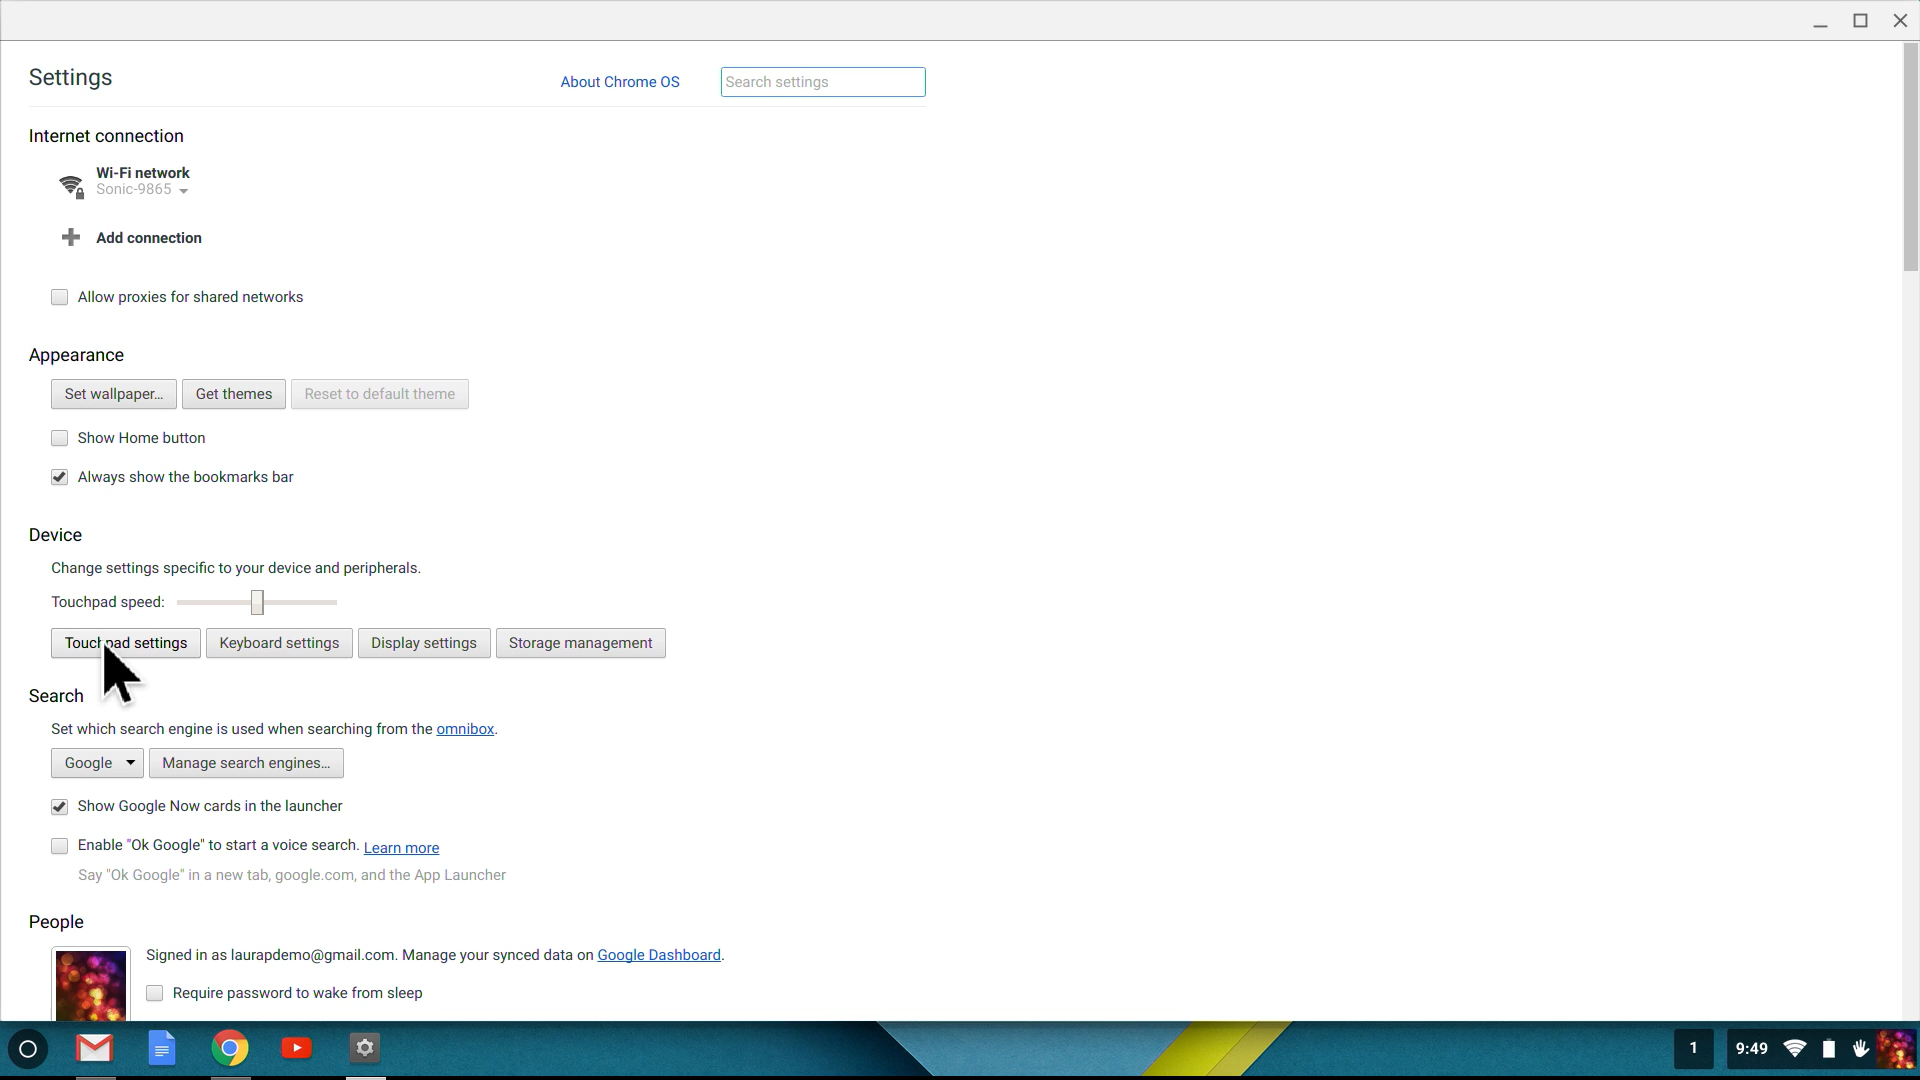 Settings
About Chrome OS
Search settings
Internet connection
Wi-Fi network
Sonic-9865
Add connection
Allow proxies for shared networks
Appearance
Set wallpaper...
Get themes
Reset to default theme
Show Home button
Always show the bookmarks bar
Device
Change settings specific to your device and peripherals.
Touchpad speed:
Touchpad settings
Keyboard settings
Display settings
Storage management
Search
Set which search engine is used when searching from the omnibox.
Google
Manage search engines...
Show Google Now cards in the launcher
Enable "Ok Google" to start a voice search. Learn more
Say "Ok Google" in a new tab, google.com, and the App Launcher
People
Signed in as laurapdemo@gmail.com. Manage your synced data on Google Dashboard.
Require password to wake from sleep
1
9:49